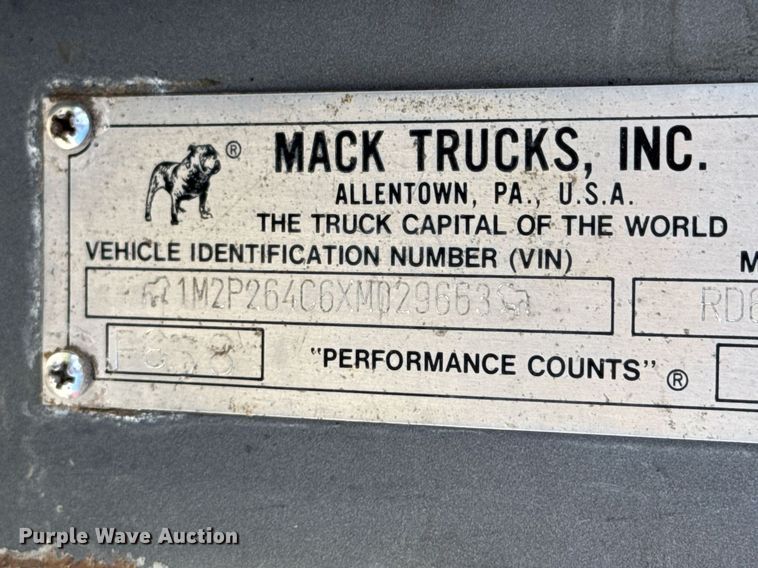 MACK TRUCKS, INC.
®
ALLENTOWN, PA., U.S.A.
THE TRUCK CAPITAL OF THE WORLD
VEHICLE IDENTIFICATION NUMBER (VIN) M
1M2P264C6XM029663 RD6
"PERFORMANCE COUNTS" ®
Purple Wave Auction